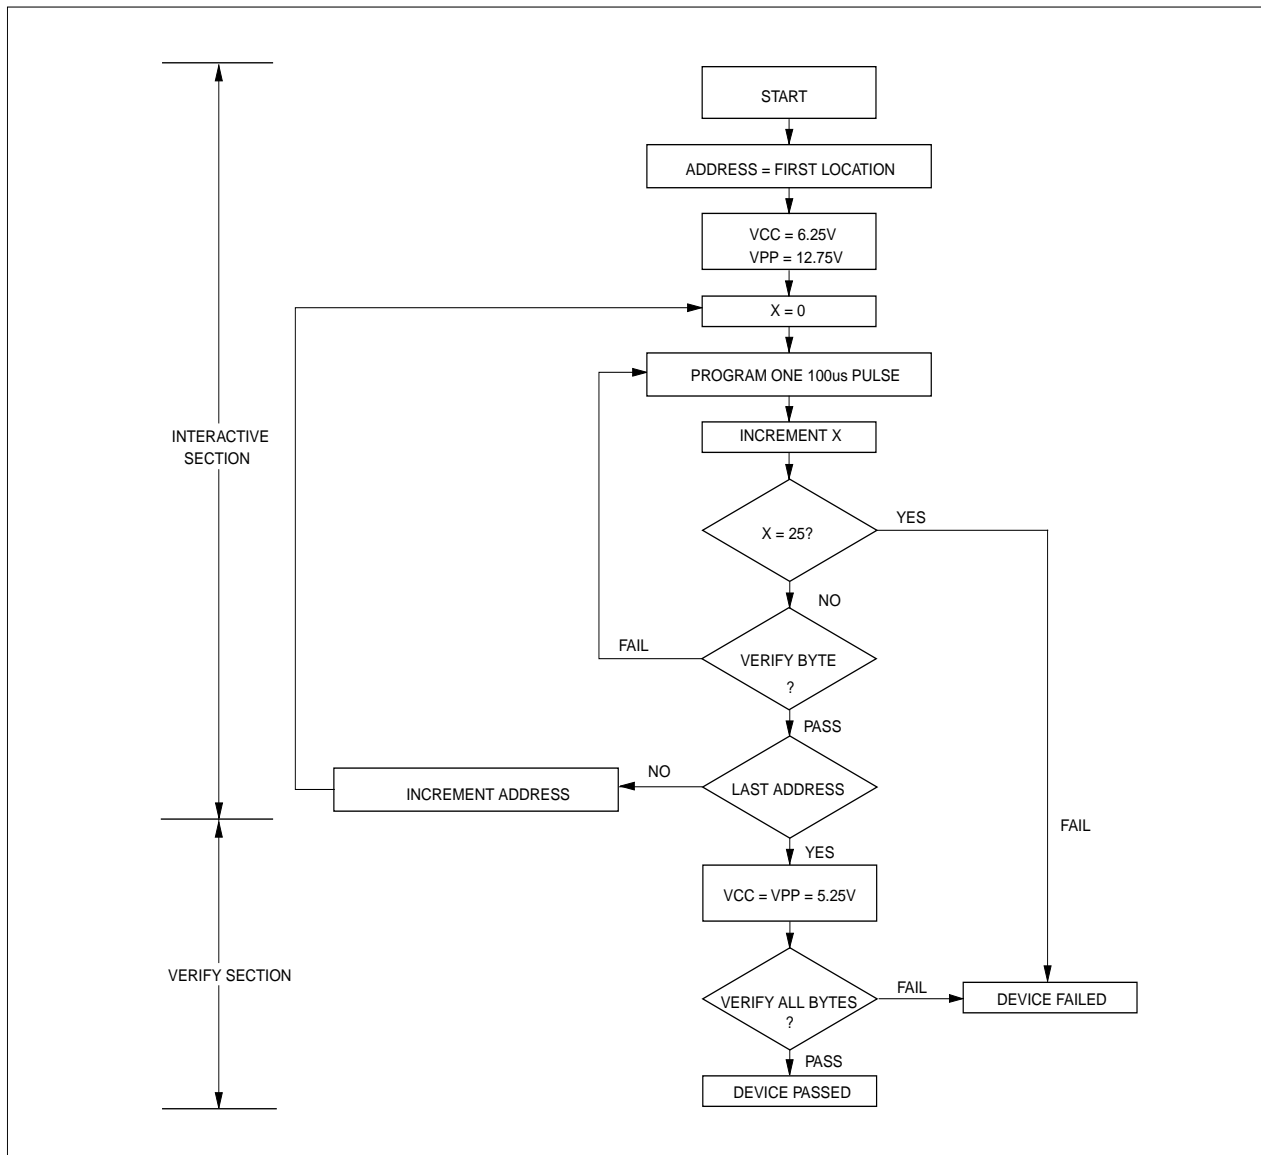 START
ADDRESS = FIRST LOCATION
VCC = 6.25V
VPP = 12.75V
X = 0
PROGRAM ONE 100us PULSE
INCREMENT X
INTERACTIVE
SECTION
X = 25?
YES
NO
FAIL
VERIFY BYTE
?
PASS
NO
LAST ADDRESS
INCREMENT ADDRESS
FAIL
YES
VCC = VPP = 5.25V
VERIFY SECTION
VERIFY ALL BYTES
?
FAIL
DEVICE FAILED
PASS
DEVICE PASSED